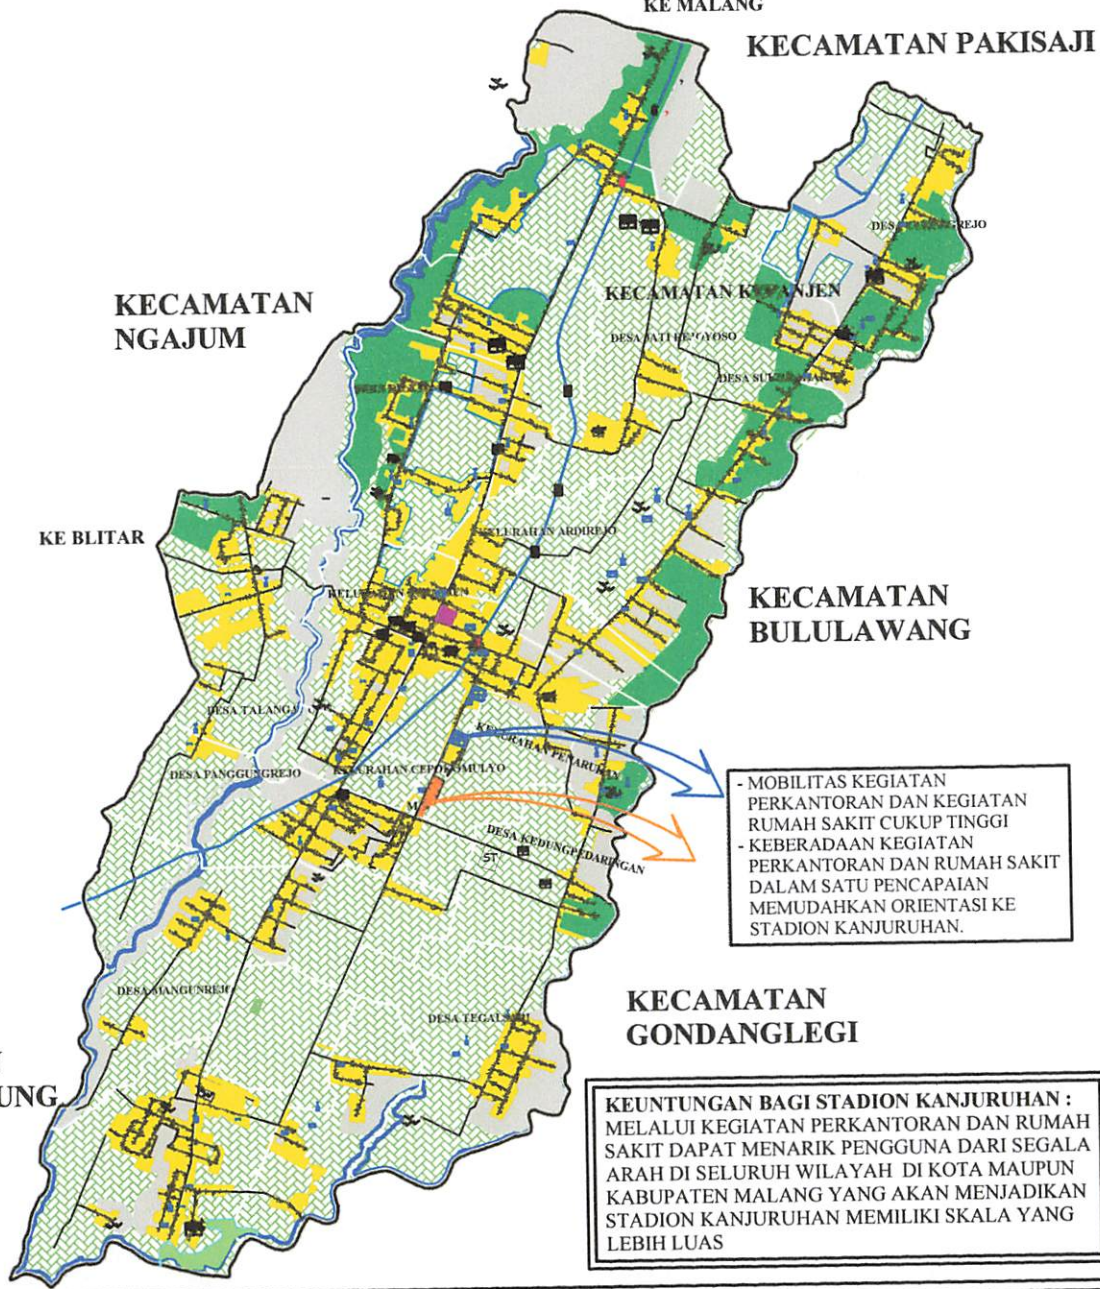 KE MALANG
KECAMATAN PAKISAJI
KECAMATAN
NGAJUM
KECAMATAN
DESA
KE BLITAR
KELURAHAN ARDIREJO
KECAMATAN
BULULAWANG
DESA
KELURAHAN
DESA PANGGUNGREJO
DESA KEDUNGPEDARINGAN
ST
- MOBILITAS KEGIATAN
PERKANTORAN DAN KEGIATAN
RUMAH SAKIT CUKUP TINGGI
- KEBERADAAN KEGIATAN
PERKANTORAN DAN RUMAH SAKIT
DALAM SATU PENCAPAIAN
MEMUDAHKAN ORIENTASI KE
STADION KANJURUHAN.
DESA
KECAMATAN
GONDANGLEGI
UNG
KEUNTUNGAN BAGI STADION KANJURUHAN :
MELALUI KEGIATAN PERKANTORAN DAN RUMAH
SAKIT DAPAT MENARIK PENGGUNA DARI SEGALA
ARAH DI SELURUH WILAYAH DI KOTA MAUPUN
KABUPATEN MALANG YANG AKAN MENJADIKAN
STADION KANJURUHAN MEMILIKI SKALA YANG
LEBIH LUAS